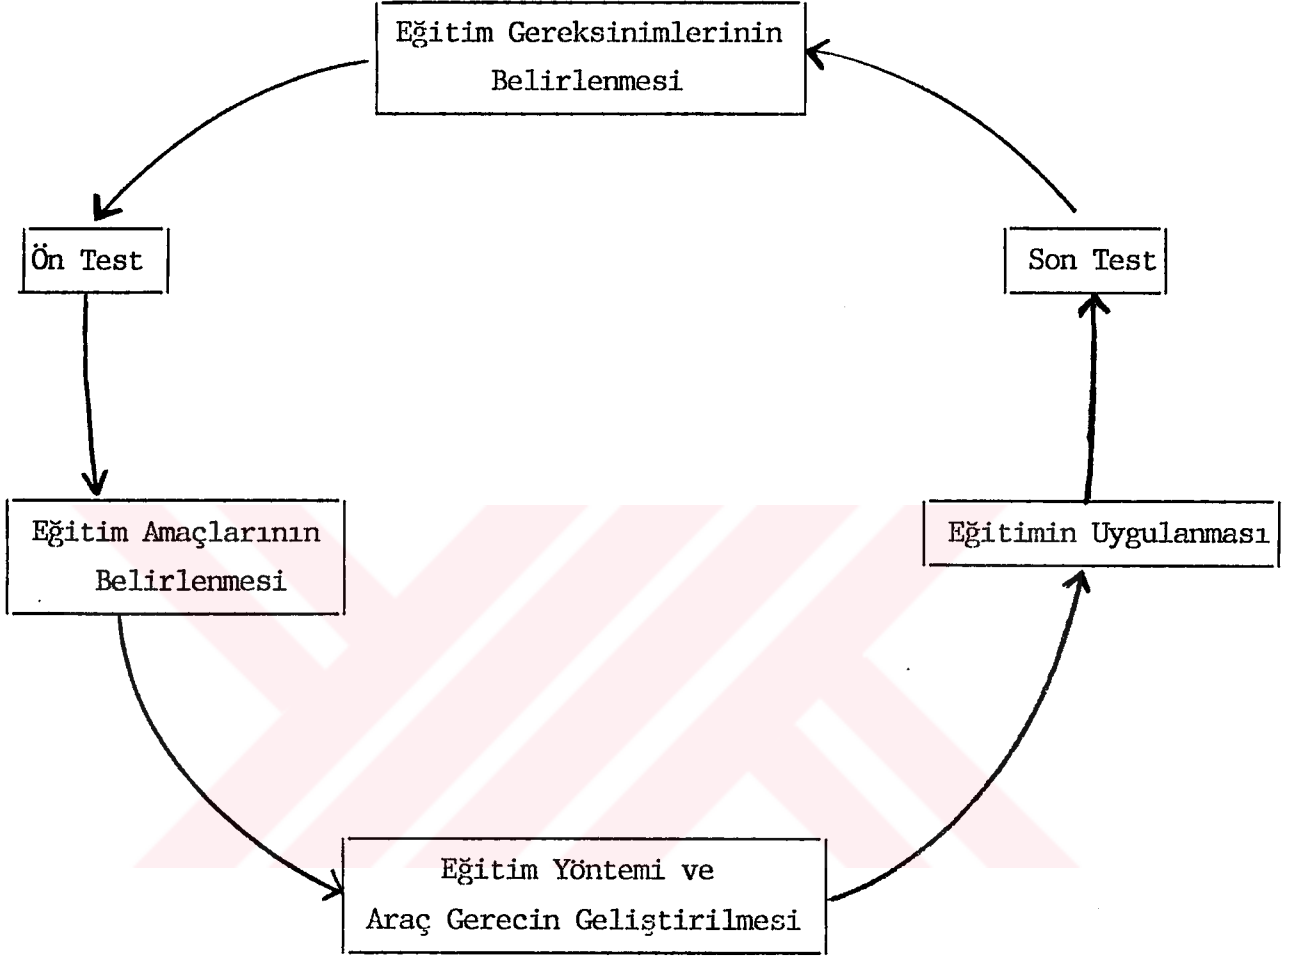 Eğitim Gereksinimlerinin
Belirlenmesi
Ön Test
Son Test
Eğitim Amaçlarının
Belirlenmesi
Eğitimin Uygulanması
Eğitim Yöntemi ve
Araç Gerecin Geliştirilmesi